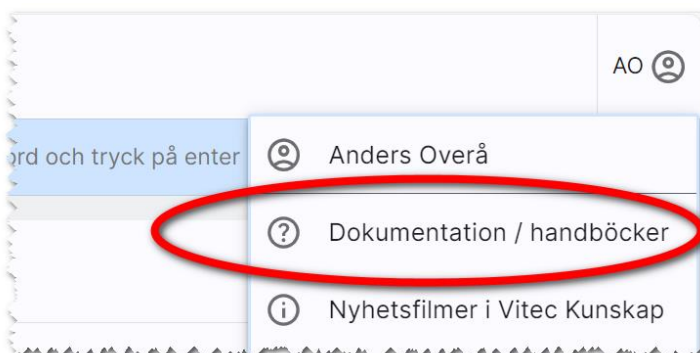 AO
ord och tryck på enter
Anders Overå
Dokumentation / handböcker
Nyhetsfilmer i Vitec Kunskap